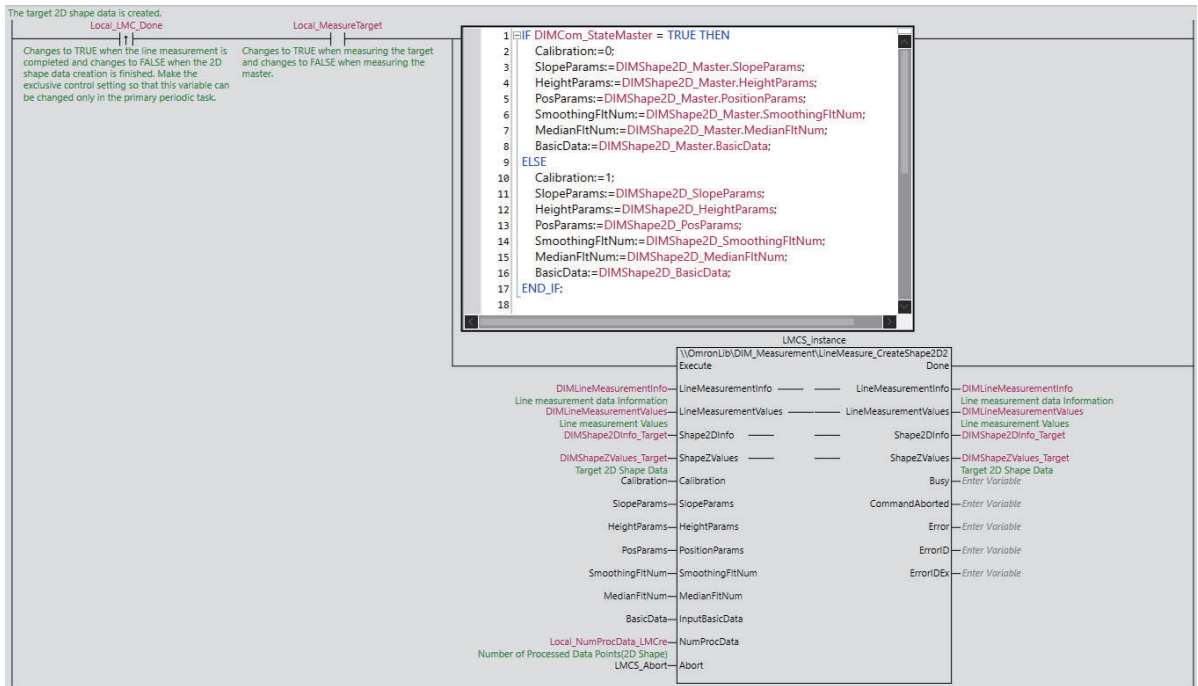 The target 2D shape data is created.
Local_LMC_Done
Local_MeasureTarget
Changes to TRUE when the line measurement is
completed and changes to FALSE when the 2D
shape data creation is finished. Make the
exclusive control setting so that this variable can
be changed only in the primary periodic task.
Changes to TRUE when measuring the target
and changes to FALSE when measuring the
master.
1 IF DIMCom_StateMaster = TRUE THEN
2 Calibration:=0;
3 SlopeParams:=DIMShape2D_Master.SlopeParams;
4 HeightParams:=DIMShape2D_Master.HeightParams;
5 PosParams:=DIMShape2D_Master.PositionParams;
6 SmoothingFltNum:=DIMShape2D_Master.SmoothingFltNum;
7 MedianFltNum:=DIMShape2D_Master.MedianFltNum;
8 BasicData:=DIMShape2D_Master.BasicData;
9 ELSE
10 Calibration:=1;
11 SlopeParams:=DIMShape2D_SlopeParams;
12 HeightParams:=DIMShape2D_HeightParams;
13 PosParams:=DIMShape2D_PosParams;
14 SmoothingFltNum:=DIMShape2D_SmoothingFltNum;
15 MedianFltNum:=DIMShape2D_MedianFltNum;
16 BasicData:=DIMShape2D_BasicData;
17 END_IF;
18
LMCS_instance
\\OmronLib\DIM_Measurement\LineMeasure_CreateShape2D2
Execute Done
DIMLineMeasurementInfo LineMeasurementInfo LineMeasurementInfo DIMLineMeasurementInfo
Line measurement data Information Line measurement data Information
DIMLineMeasurementValues LineMeasurementValues LineMeasurementValues DIMLineMeasurementValues
Line measurement Values Line measurement Values
DIMShape2DInfo_Target Shape2DInfo Shape2DInfo DIMShape2DInfo_Target
DIMShapeZValues_Target ShapeZValues ShapeZValues DIMShapeZValues_Target
Target 2D Shape Data Target 2D Shape Data
Calibration Calibration Busy Enter Variable
SlopeParams SlopeParams CommandAborted Enter Variable
HeightParams HeightParams Error Enter Variable
PosParams PositionParams ErrorID Enter Variable
SmoothingFltNum SmoothingFltNum ErrorIDEx Enter Variable
MedianFltNum MedianFltNum
BasicData InputBasicData
Local_NumProcData_LMCre NumProcData
Number of Processed Data Points(2D Shape)
LMCS_Abort Abort